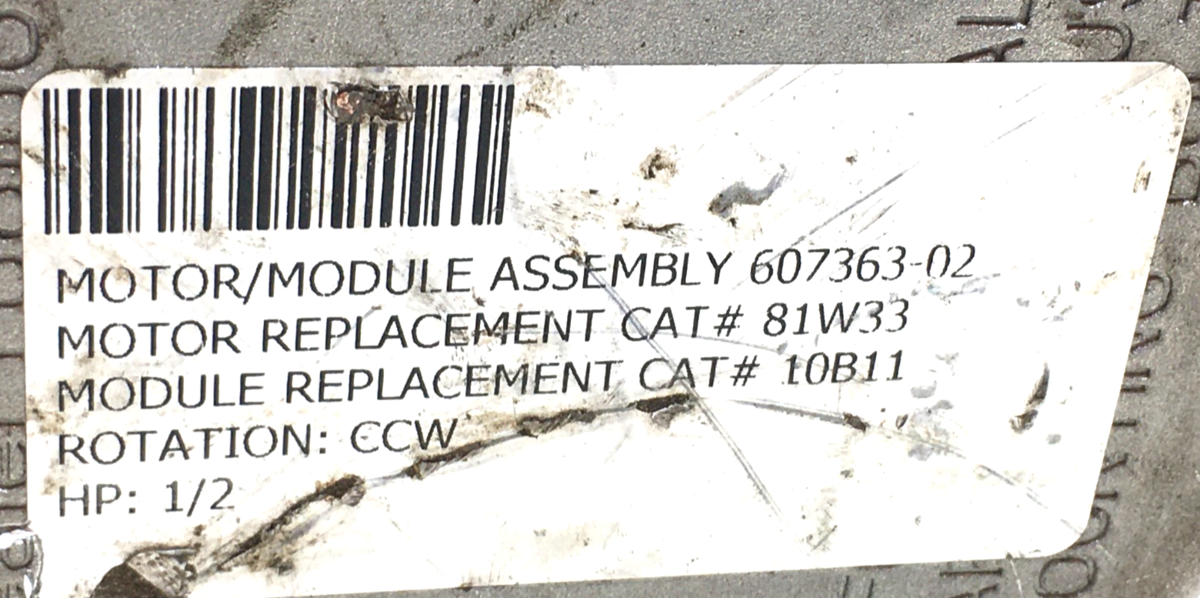 MOTOR/MODULE ASSEMBLY 607363-02
MOTOR REPLACEMENT CAT# 81W33
MODULE REPLACEMENT CAT# 10B11
ROTATION: CCW
HP: 1/2